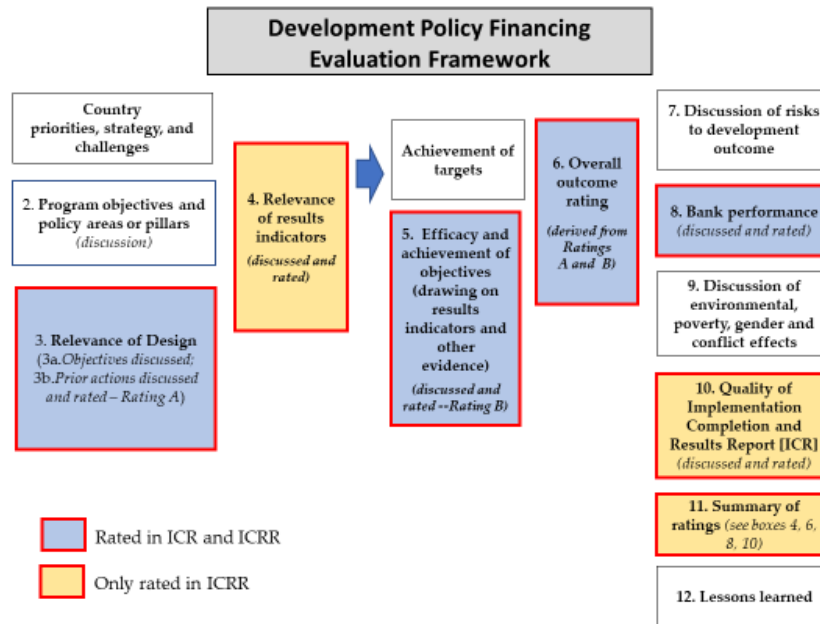 Development Policy Financing
Evaluation Framework
Country
priorities, strategy, and
challenges
2. Program objectives and
policy areas or pillars
(discussion)
3. Relevance of Design
(3a.Objectives discussed;
3b.Prior actions discussed
and rated – Rating A)
4. Relevance
of results
indicators
(discussed and
rated)
Achievement of
targets
5. Efficacy and
achievement of
objectives
(drawing on
results
indicators and
other
evidence)
(discussed and
rated --Rating B)
6. Overall
outcome
rating
(derived from
Ratings
A and B)
7. Discussion of risks
to development
outcome
8. Bank performance
(discussed and rated)
9. Discussion of
environmental,
poverty, gender and
conflict effects
10. Quality of
Implementation
Completion and
Results Report [ICR]
(discussed and rated)
11. Summary of
ratings (see boxes 4, 6,
8, 10)
12. Lessons learned
Rated in ICR and ICRR
Only rated in ICRR